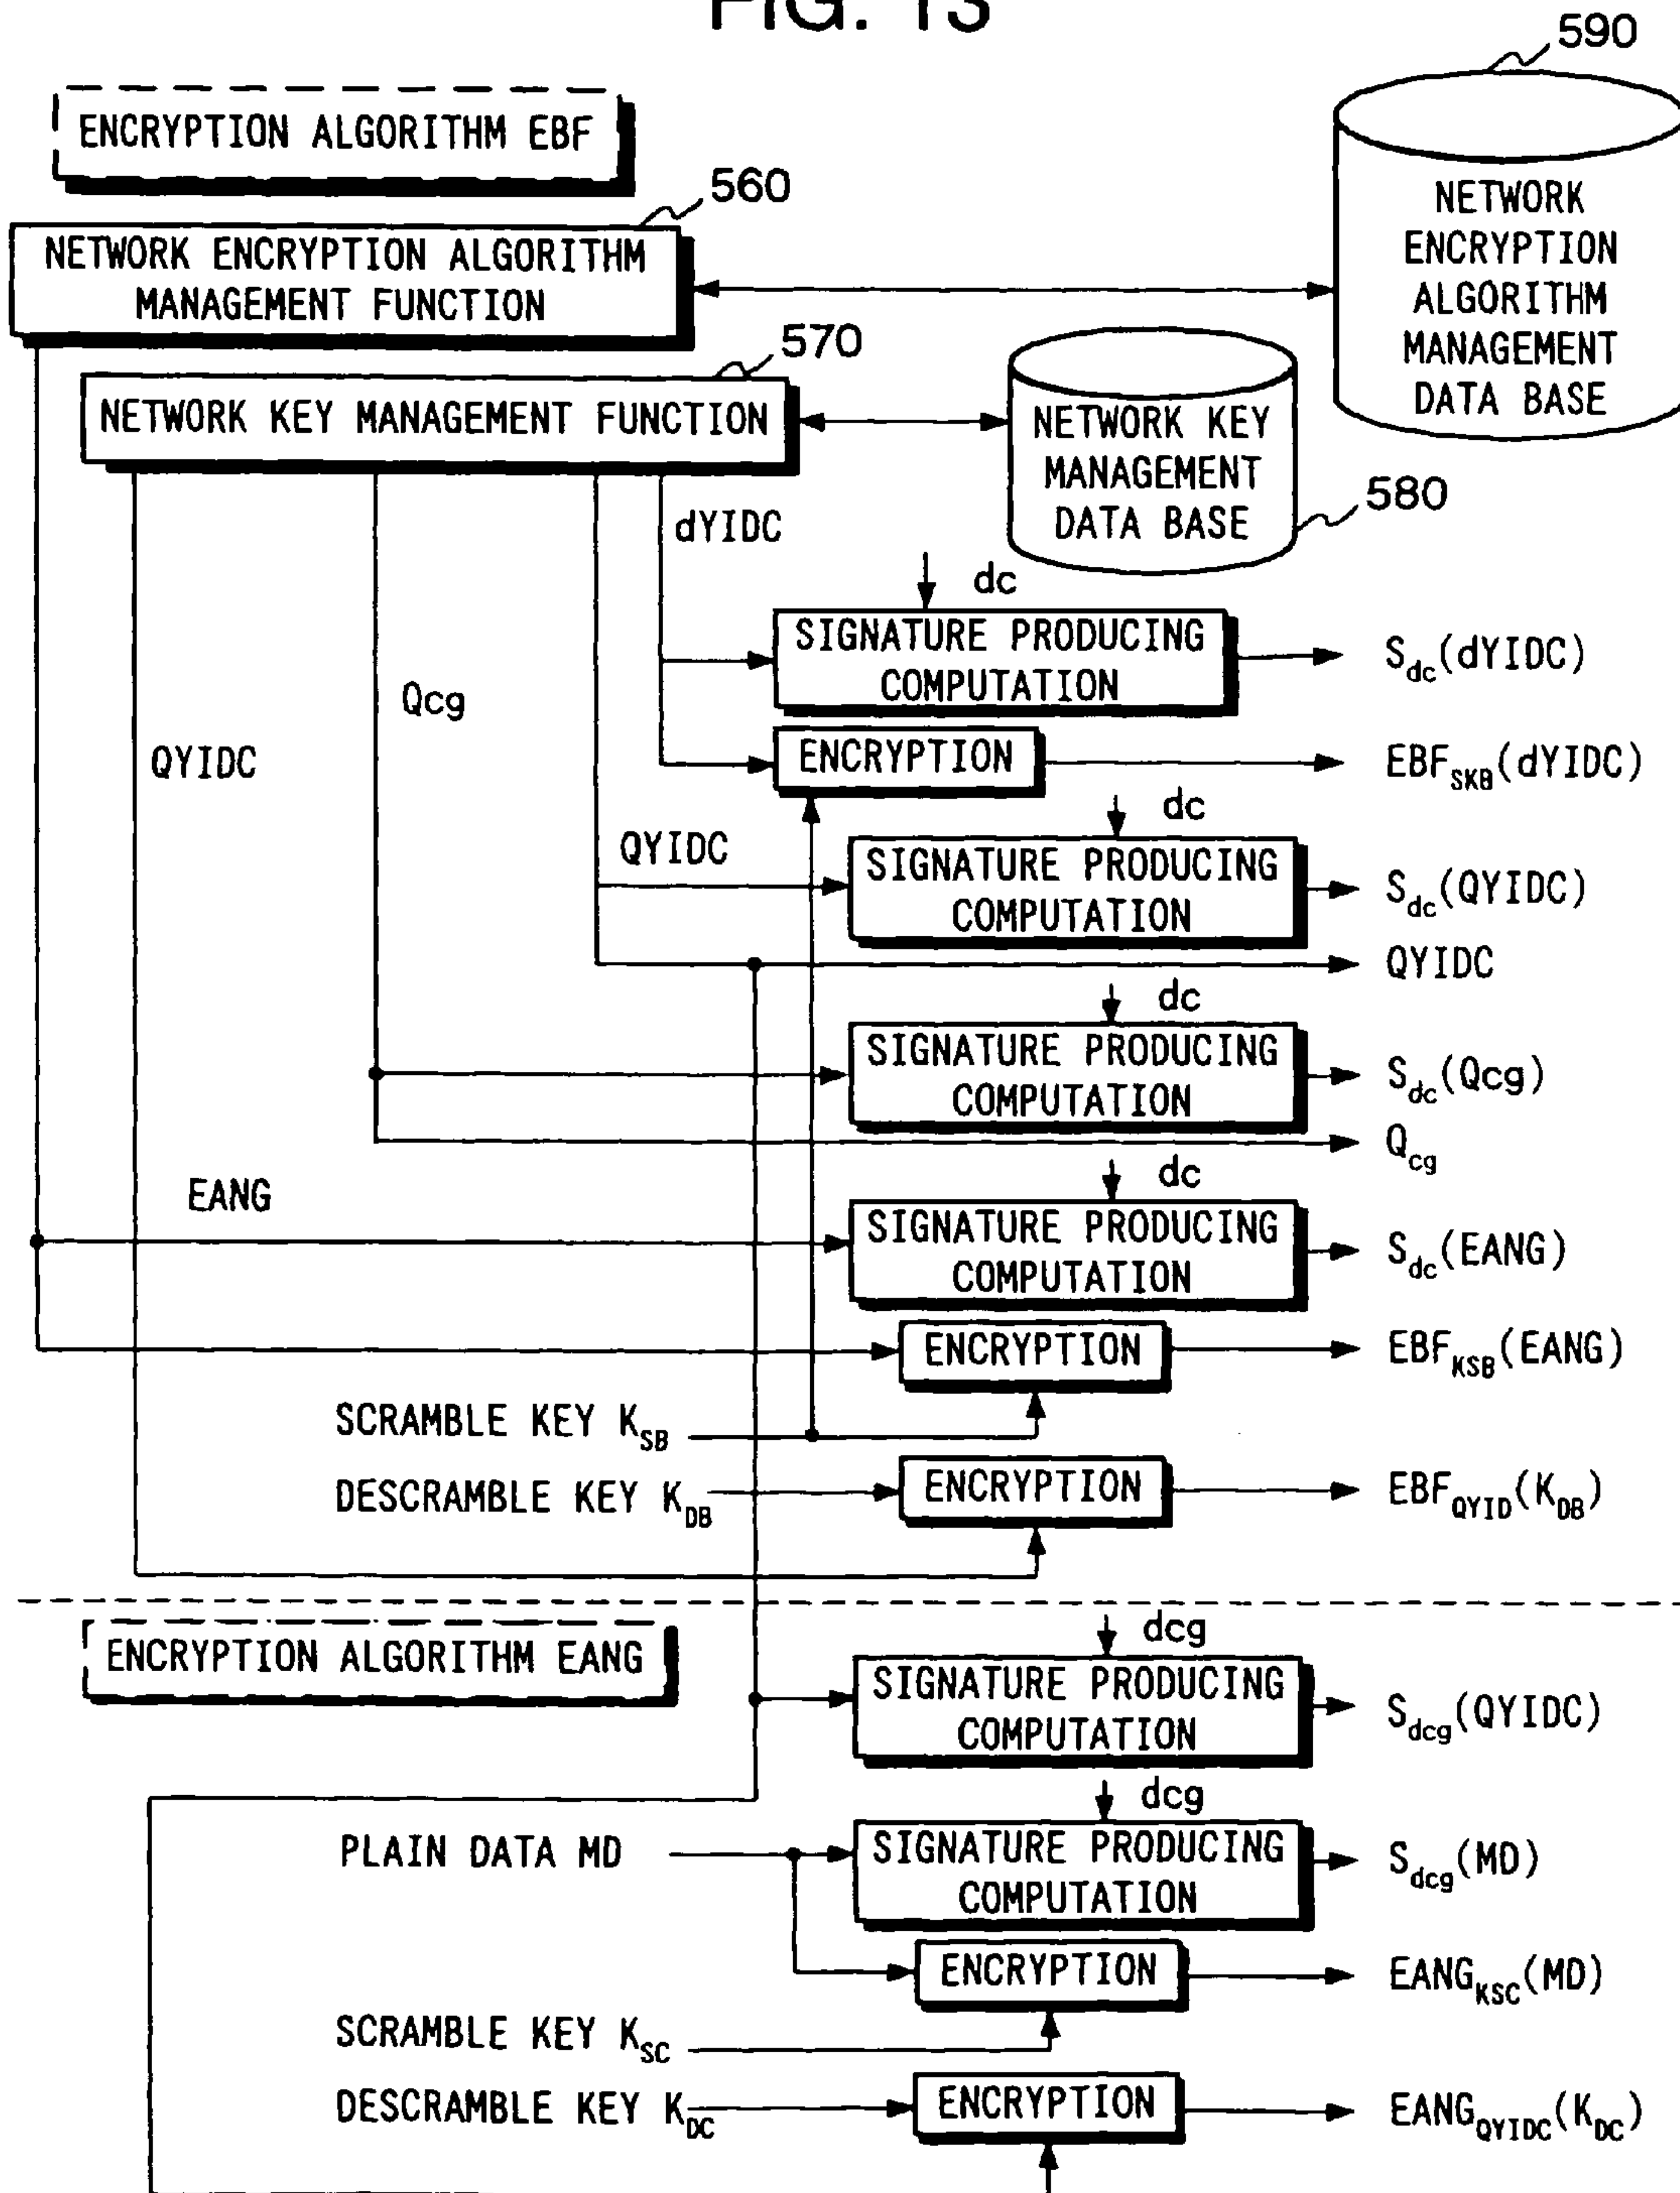 FIG. 13
590
ENCRYPTION ALGORITHM EBF
560
NETWORK ENCRYPTION ALGORITHM
MANAGEMENT FUNCTION
NETWORK
ENCRYPTION
ALGORITHM
MANAGEMENT
DATA BASE
570
NETWORK KEY MANAGEMENT FUNCTION
NETWORK KEY
MANAGEMENT
DATA BASE
580
dYIDC
dc
SIGNATURE PRODUCING
COMPUTATION
Sdc(dYIDC)
Qcg
QYIDC
ENCRYPTION
EBFSKB(dYIDC)
dc
QYIDC
SIGNATURE PRODUCING
COMPUTATION
Sdc(QYIDC)
QYIDC
dc
SIGNATURE PRODUCING
COMPUTATION
Sdc(Qcg)
Qcg
dc
EANG
SIGNATURE PRODUCING
COMPUTATION
Sdc(EANG)
ENCRYPTION
EBFKSB(EANG)
SCRAMBLE KEY KSB
DESCRAMBLE KEY KDB
ENCRYPTION
EBFQYID(KDB)
ENCRYPTION ALGORITHM EANG
dcg
SIGNATURE PRODUCING
COMPUTATION
Sdcg(QYIDC)
dcg
PLAIN DATA MD
SIGNATURE PRODUCING
COMPUTATION
Sdcg(MD)
ENCRYPTION
EANGKSC(MD)
SCRAMBLE KEY KSC
DESCRAMBLE KEY KDC
ENCRYPTION
EANGQYIDC(KDC)